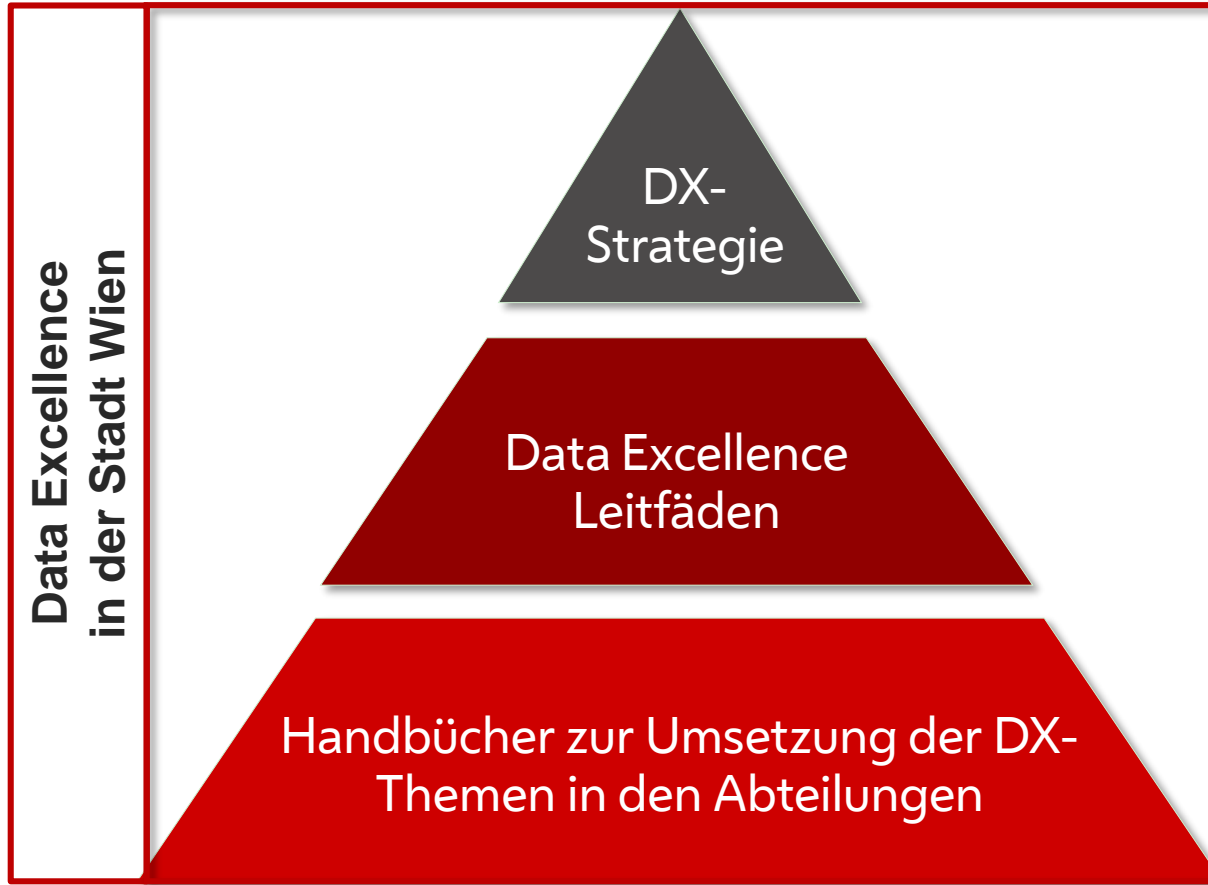 Data Excellence
in der Stadt Wien
DX-
Strategie
Data Excellence
Leitfäden
Handbücher zur Umsetzung der DX-
Themen in den Abteilungen